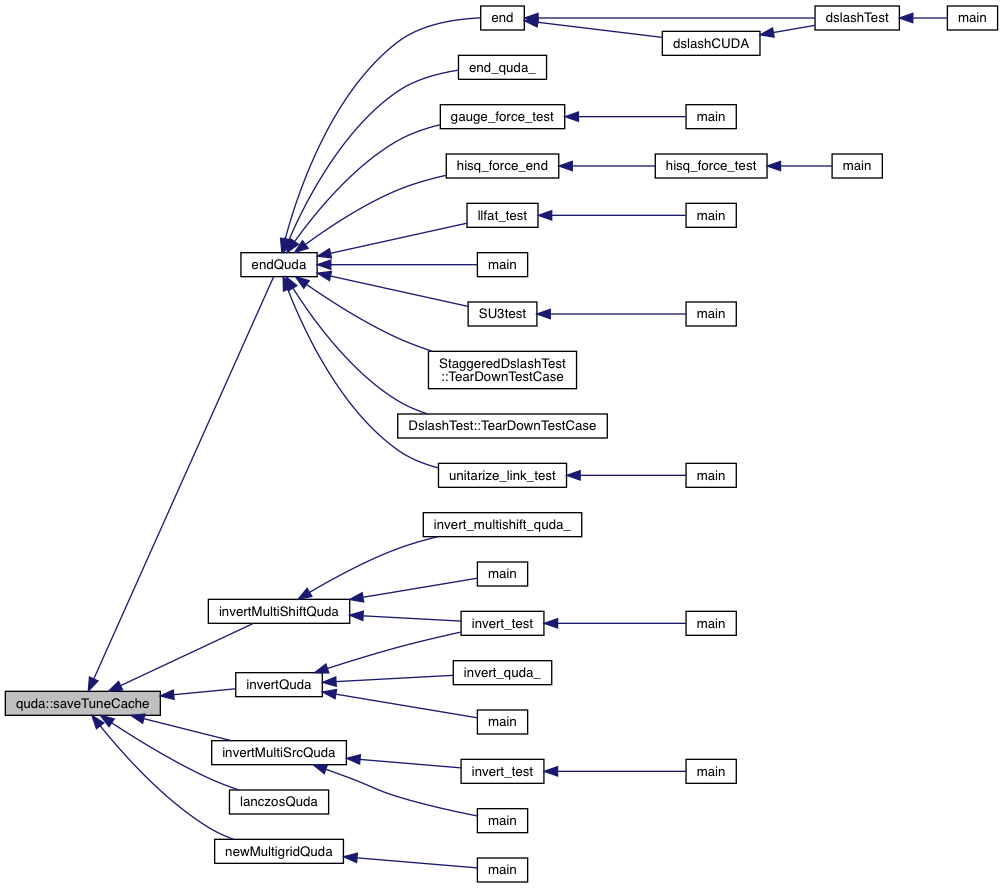 end
dslashTest
main
dslashCUDA
end_quda_
gauge_force_test
main
hisq_force_end
hisq_force_test
main
llfat_test
main
endQuda
main
SU3test
main
StaggeredDslashTest
::TearDownTestCase
DslashTest::TearDownTestCase
unitarize_link_test
main
invert_multishift_quda_
main
invertMultiShiftQuda
invert_test
main
invert_quda_
invertQuda
quda::saveTuneCache
main
invertMultiSrcQuda
invert_test
main
lanczosQuda
main
newMultigridQuda
main